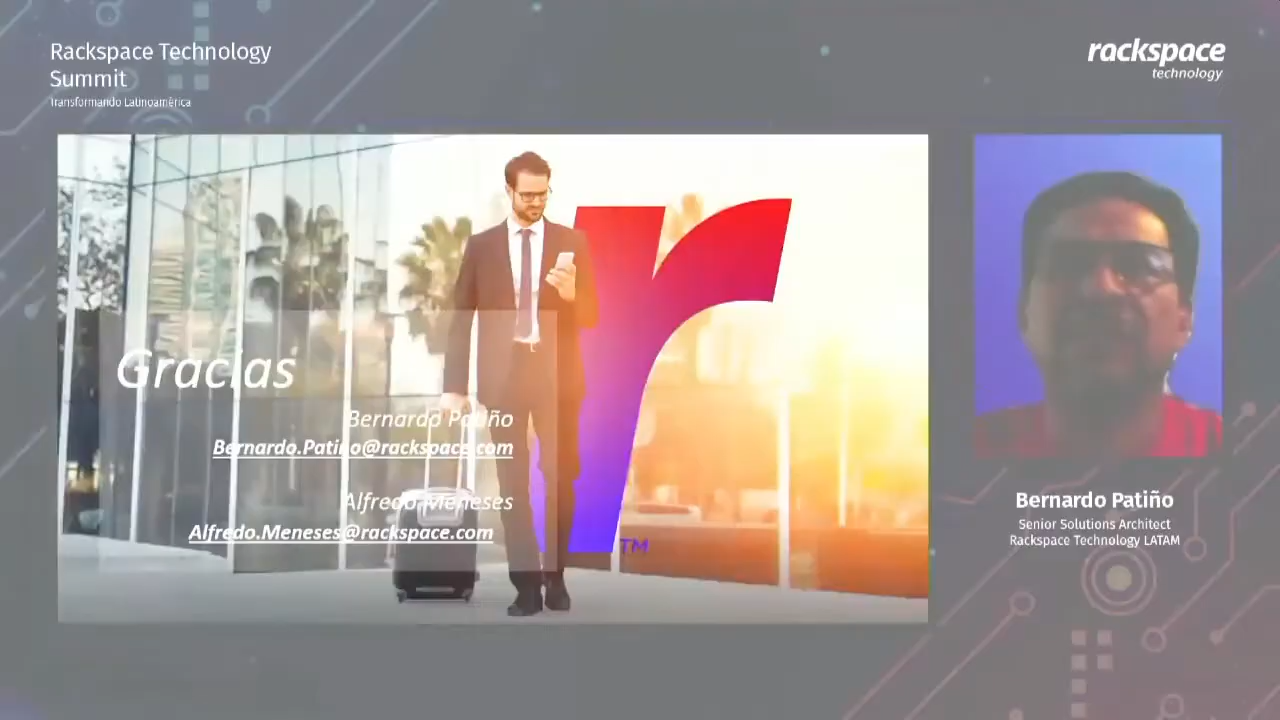 Rackspace Technology
Summit
Transformando Latinoamérica
rackspace
technology
Gracias
Bernardo Patiño
Bernardo.Patino@rackspace.com
Alfredo Meneses
Alfredo.Meneses@rackspace.com
TM
Bernardo Patiño
Senior Solutions Architect
Rackspace Technology LATAM